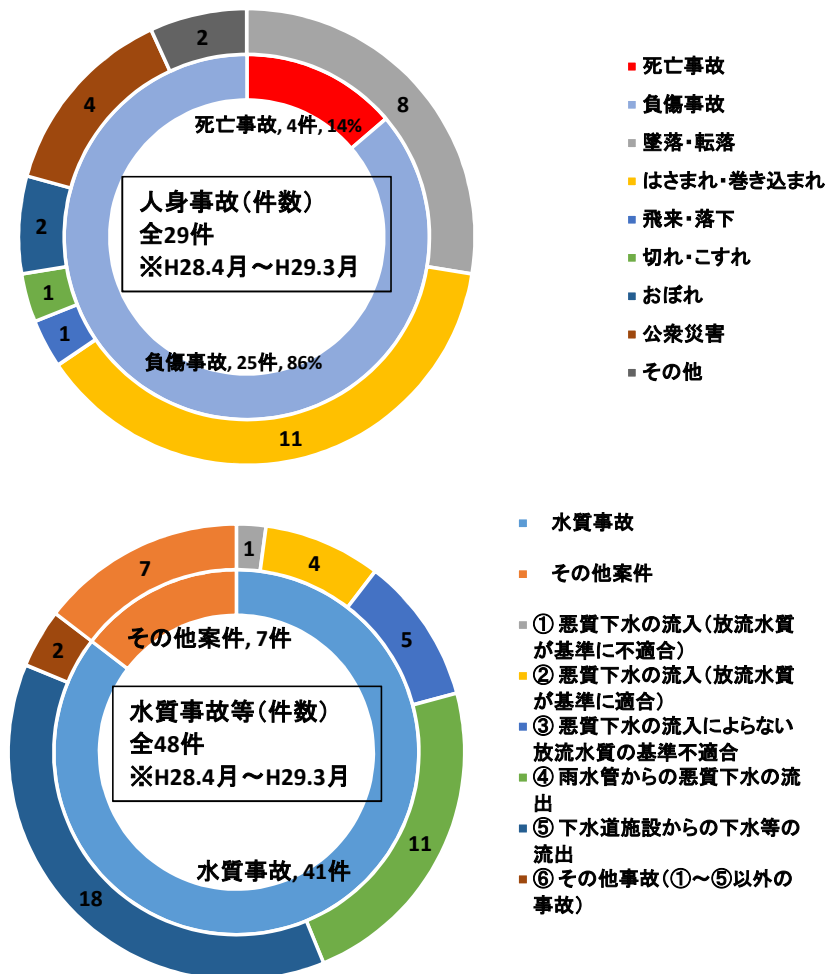 2
8
4
2
1
1
11
死亡事故, 4件, 14%
人身事故(件数)
全29件
※H28.4月～H29.3月
負傷事故, 25件, 86%
死亡事故
負傷事故
墜落・転落
はさまれ・巻き込まれ
飛来・落下
切れ・こすれ
おぼれ
公衆災害
その他
1
4
7
5
2
11
18
その他案件, 7件
水質事故等(件数)
全48件
※H28.4月～H29.3月
水質事故, 41件
水質事故
その他案件
① 悪質下水の流入(放流水質
が基準に不適合)
② 悪質下水の流入(放流水質
が基準に適合)
③ 悪質下水の流入によらない
放流水質の基準不適合
④ 雨水管からの悪質下水の流
出
⑤ 下水道施設からの下水等の
流出
⑥ その他事故(①～⑤以外の
事故)